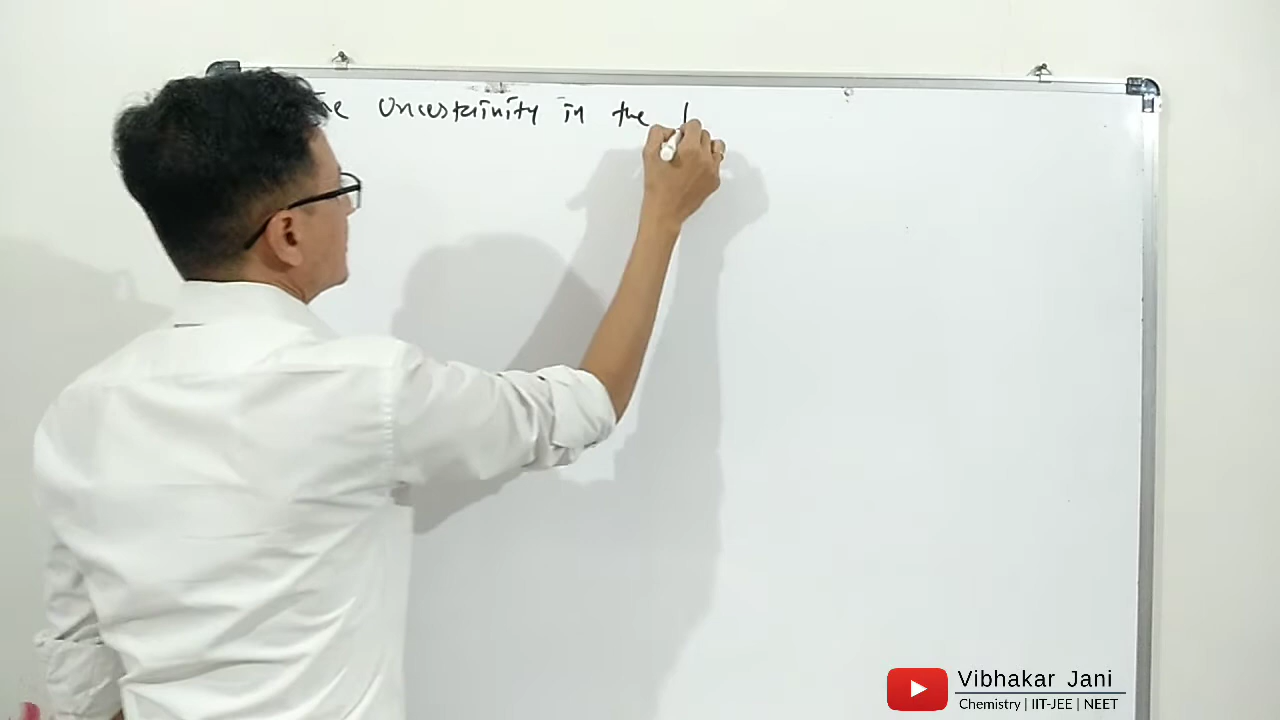 uncertainity in the
Vibhakar Jani
Chemistry | IIT-JEE | NEET